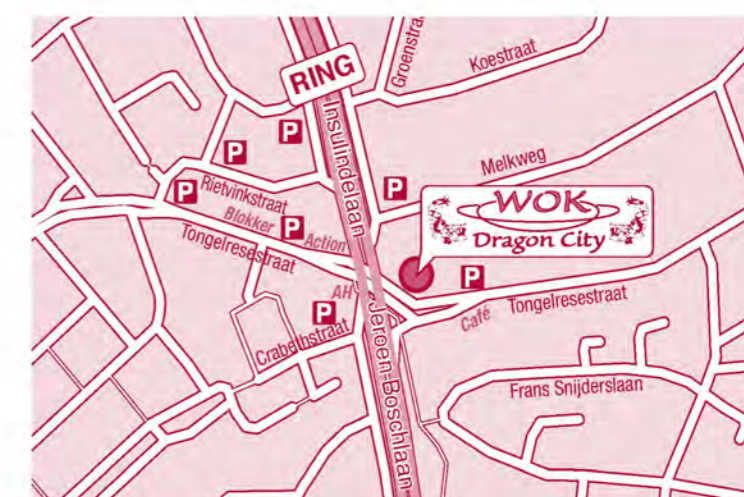 Groenstra
Koestraat
RING
Insulindelaan
P
P
Melkweg
P
P
Rietvinkstraat
WOK
Dragon City
Blokker
P
Action
Tongelresestraat
P
AH
P
Tongelresestraat
Café
Crabethstraat
Jeroen-Boschlaan
Frans Snijderslaan